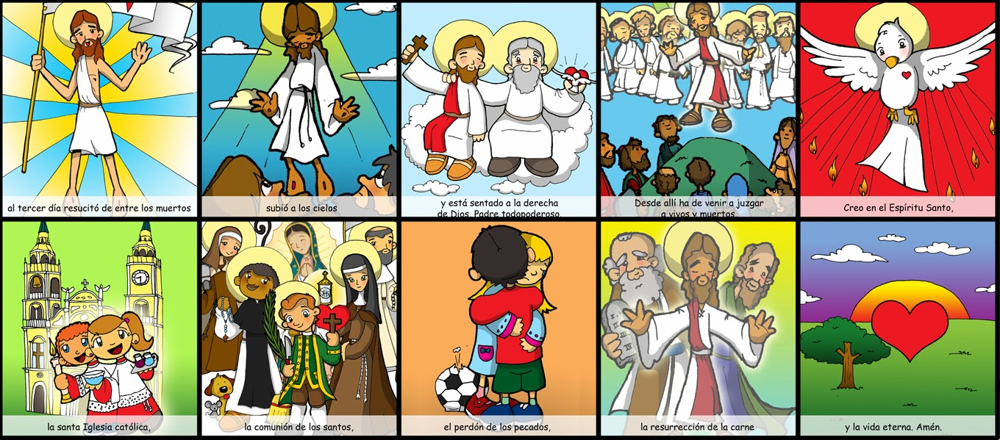 al tercer día resucitó de entre los muertos
subió a los cielos
y está sentado a la derecha
de Dios, Padre todopoderoso.
Desde allí ha de venir a juzgar
a vivos y muertos
Creo en el Espíritu Santo,
la santa Iglesia católica,
la comunión de los santos,
el perdón de los pecados,
la resurrección de la carne
y la vida eterna. Amén.